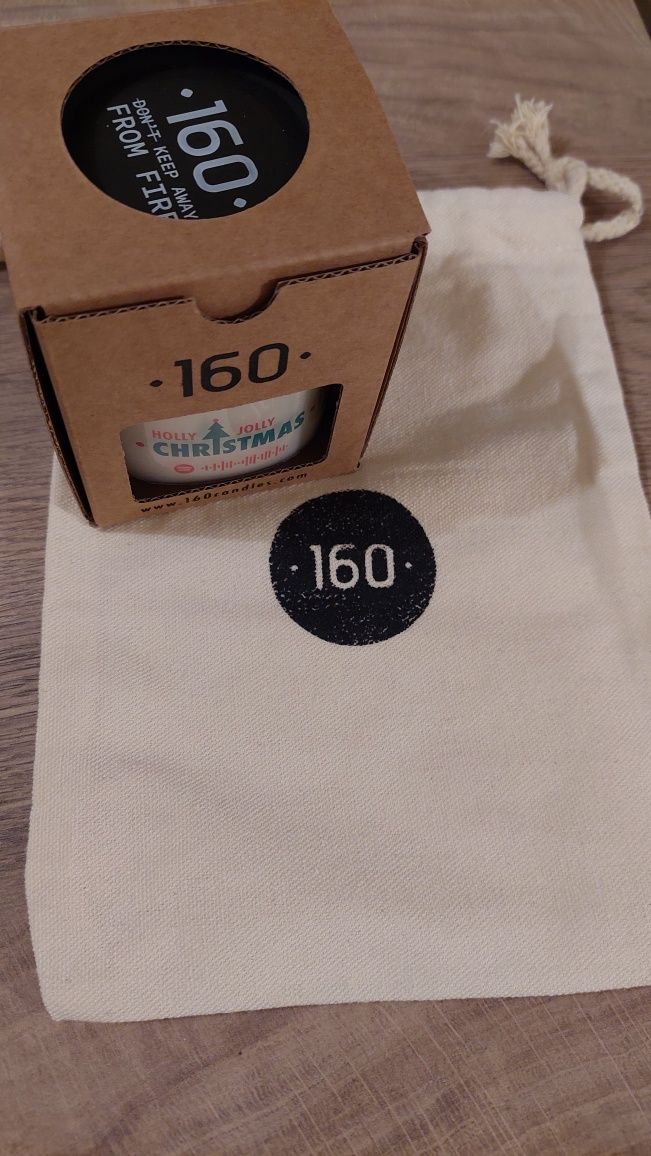 ·160·
DON'T KEEP AWAY
FROM FIRE
·160·
HOLLY JOLLY
CHRISTMAS
www.160candles.com
·160·